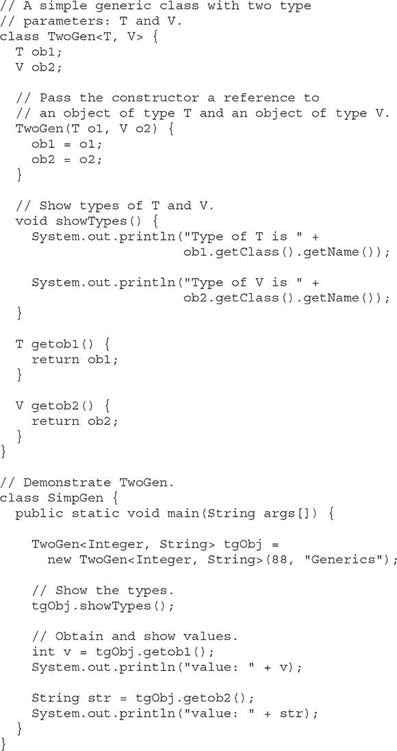 // A simple generic class with two type
// parameters: T and V.
class TwoGen<T, V> {
  T ob1;
  V ob2;

  // Pass the constructor a reference to
  // an object of type T and an object of type V.
  TwoGen(T o1, V o2) {
    ob1 = o1;
    ob2 = o2;
  }

  // Show types of T and V.
  void showTypes() {
    System.out.println("Type of T is " +
                       ob1.getClass().getName());

    System.out.println("Type of V is " +
                       ob2.getClass().getName());
  }

  T getob1() {
    return ob1;
  }

  V getob2() {
    return ob2;
  }
}

// Demonstrate TwoGen.
class SimpGen {
  public static void main(String args[]) {

    TwoGen<Integer, String> tgObj =
      new TwoGen<Integer, String>(88, "Generics");

    // Show the types.
    tgObj.showTypes();

    // Obtain and show values.
    int v = tgObj.getob1();
    System.out.println("value: " + v);

    String str = tgObj.getob2();
    System.out.println("value: " + str);
  }
}